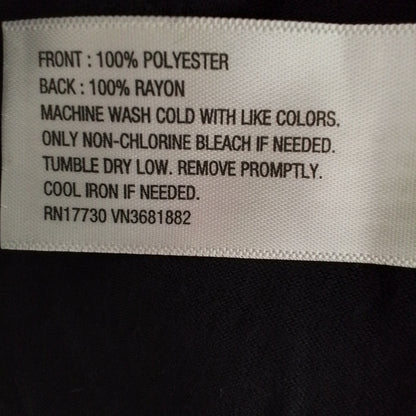 FRONT : 100% POLYESTER
BACK : 100% RAYON
MACHINE WASH COLD WITH LIKE COLORS.
ONLY NON-CHLORINE BLEACH IF NEEDED.
TUMBLE DRY LOW. REMOVE PROMPTLY.
COOL IRON IF NEEDED.
RN17730 VN3681882